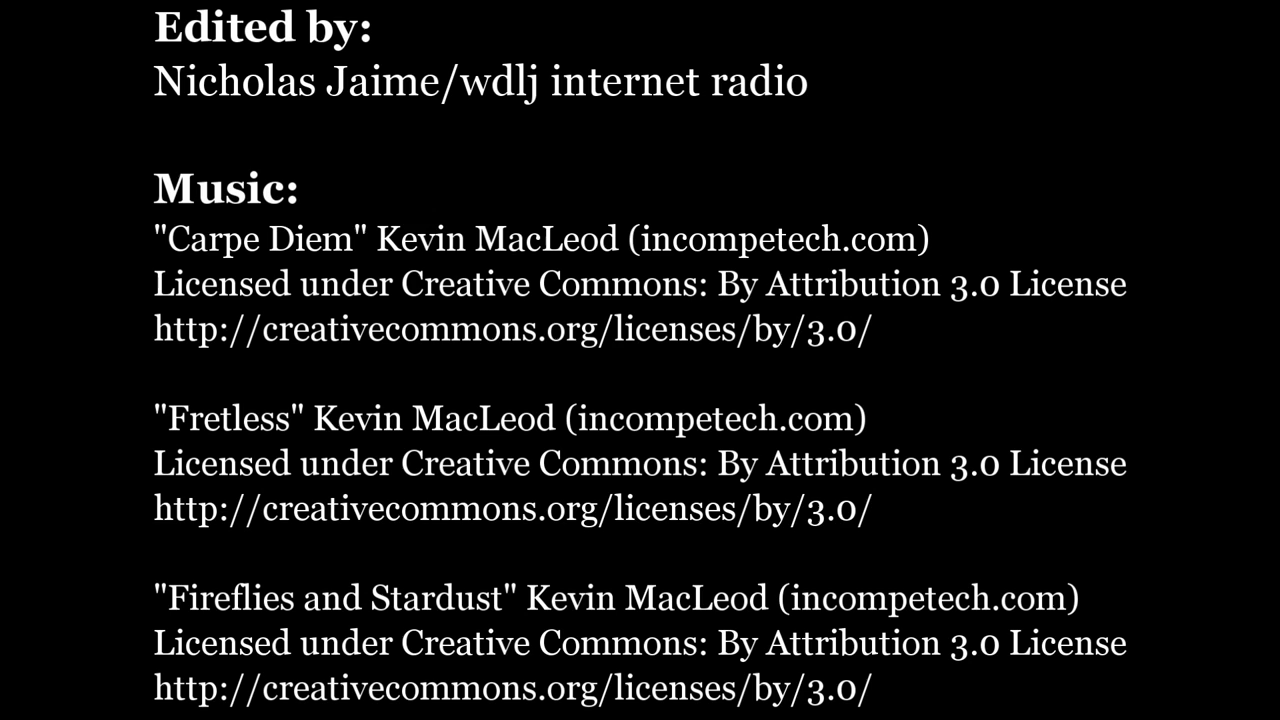 Edited by:
Nicholas Jaime/wdlj internet radio
Music:
"Carpe Diem" Kevin MacLeod (incompetech.com)
Licensed under Creative Commons: By Attribution 3.0 License
http://creativecommons.org/licenses/by/3.0/
"Fretless" Kevin MacLeod (incompetech.com)
Licensed under Creative Commons: By Attribution 3.0 License
http://creativecommons.org/licenses/by/3.0/
"Fireflies and Stardust" Kevin MacLeod (incompetech.com)
Licensed under Creative Commons: By Attribution 3.0 License
http://creativecommons.org/licenses/by/3.0/